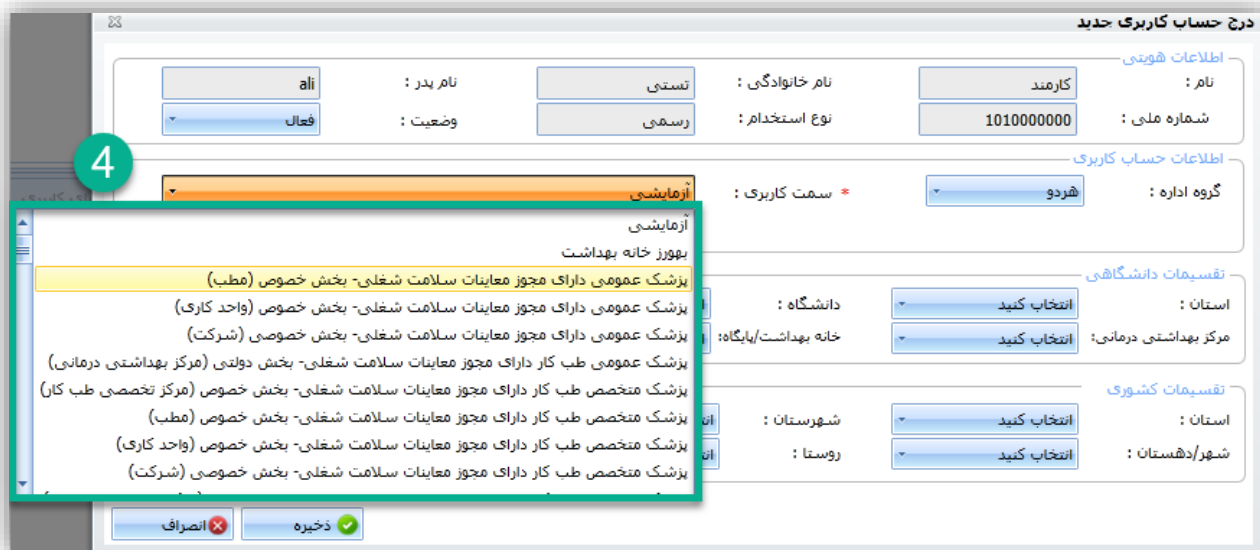 درج حساب کاربری جدید
اطلاعات هویتی
نام : کارمند نام خانوادگی : تستی نام پدر : ali
شماره ملی : 1010000000 نوع استخدام : رسمی وضعیت : فعال
4
اطلاعات حساب کاربری
گروه اداره : هردو * سمت کاربری : آزمایشی
آزمایشی
بهورز خانه بهداشت
پزشک عمومی دارای مجوز معاینات سلامت شغلی- بخش خصوص (مطب)
پزشک عمومی دارای مجوز معاینات سلامت شغلی- بخش خصوص (واحد کاری)
پزشک عمومی دارای مجوز معاینات سلامت شغلی- بخش خصوصی (شرکت)
پزشک عمومی طب کار دارای مجوز معاینات سلامت شغلی- بخش دولتی (مرکز بهداشتی درمانی)
پزشک متخصص طب کار دارای مجوز معاینات سلامت شغلی- بخش خصوص (مرکز تخصصی طب کار)
پزشک متخصص طب کار دارای مجوز معاینات سلامت شغلی- بخش خصوص (مطب)
پزشک متخصص طب کار دارای مجوز معاینات سلامت شغلی- بخش خصوص (واحد کاری)
پزشک متخصص طب کار دارای مجوز معاینات سلامت شغلی- بخش خصوصی (شرکت)
تقسیمات دانشگاهی
استان : انتخاب کنید دانشگاه :
مرکز بهداشتی درمانی: انتخاب کنید خانه بهداشت/پایگاه:
تقسیمات کشوری
استان : انتخاب کنید شهرستان :
شهر/دهستان : انتخاب کنید روستا :
ذخیره انصراف